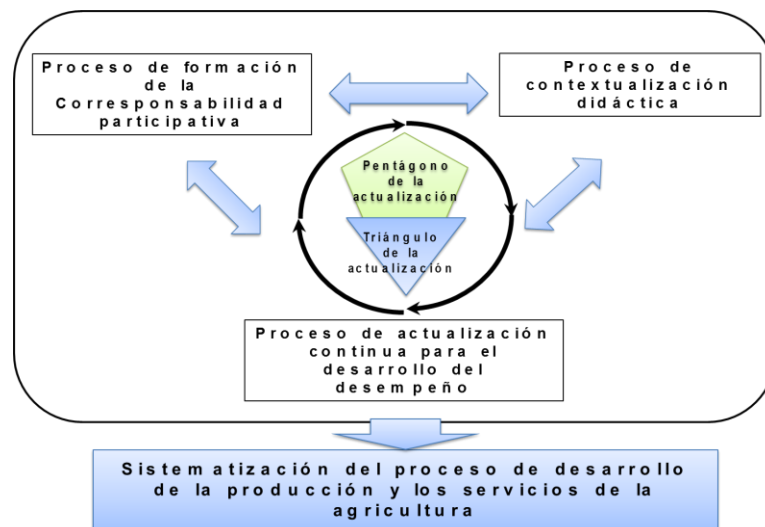 Proceso de formación
de la
Corresponsabilidad
participativa
Proceso de
contextualización
didáctica
Pentágono
de la
actualización
Triángulo
de la
actualización
Proceso de actualización
continua para el
desarrollo del
desempeño
Sistematización del proceso de desarrollo
de la producción y los servicios de la
agricultura